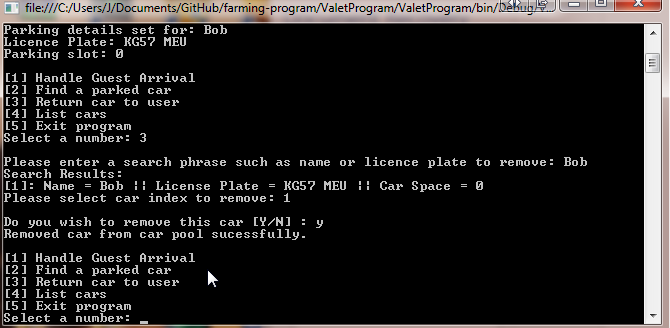 file:///C:/Users/J/Documents/GitHub/farming-program/ValetProgram/ValetProgram/bin/Debug/
Parking details set for: Bob
Licence Plate: KG57 MEU
Parking slot: 0
[1] Handle Guest Arrival
[2] Find a parked car
[3] Return car to user
[4] List cars
[5] Exit program
Select a number: 3
Please enter a search phrase such as name or licence plate to remove: Bob
Search Results:
[1]: Name = Bob || License Plate = KG57 MEU || Car Space = 0
Please select car index to remove: 1
Do you wish to remove this car [Y/N] : y
Removed car from car pool sucessfully.
[1] Handle Guest Arrival
[2] Find a parked car
[3] Return car to user
[4] List cars
[5] Exit program
Select a number: _